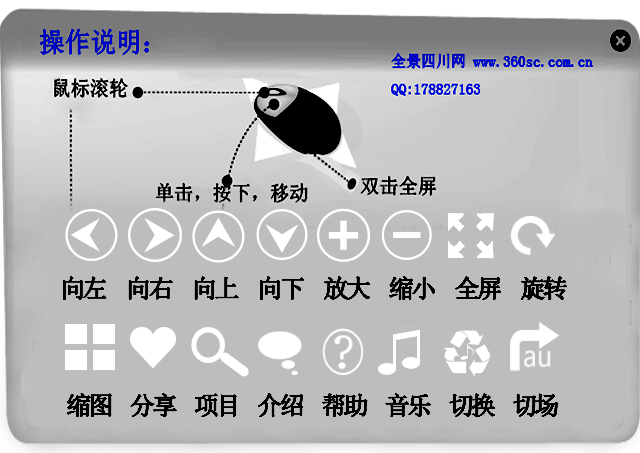 操作说明：
全景四川网 www.360sc.com.cn
QQ:178827163
鼠标滚轮
单击，按下，移动
双击全屏
向左 向右 向上 向下 放大 缩小 全屏 旋转
au
缩图 分享 项目 介绍 帮助 音乐 切换 切场